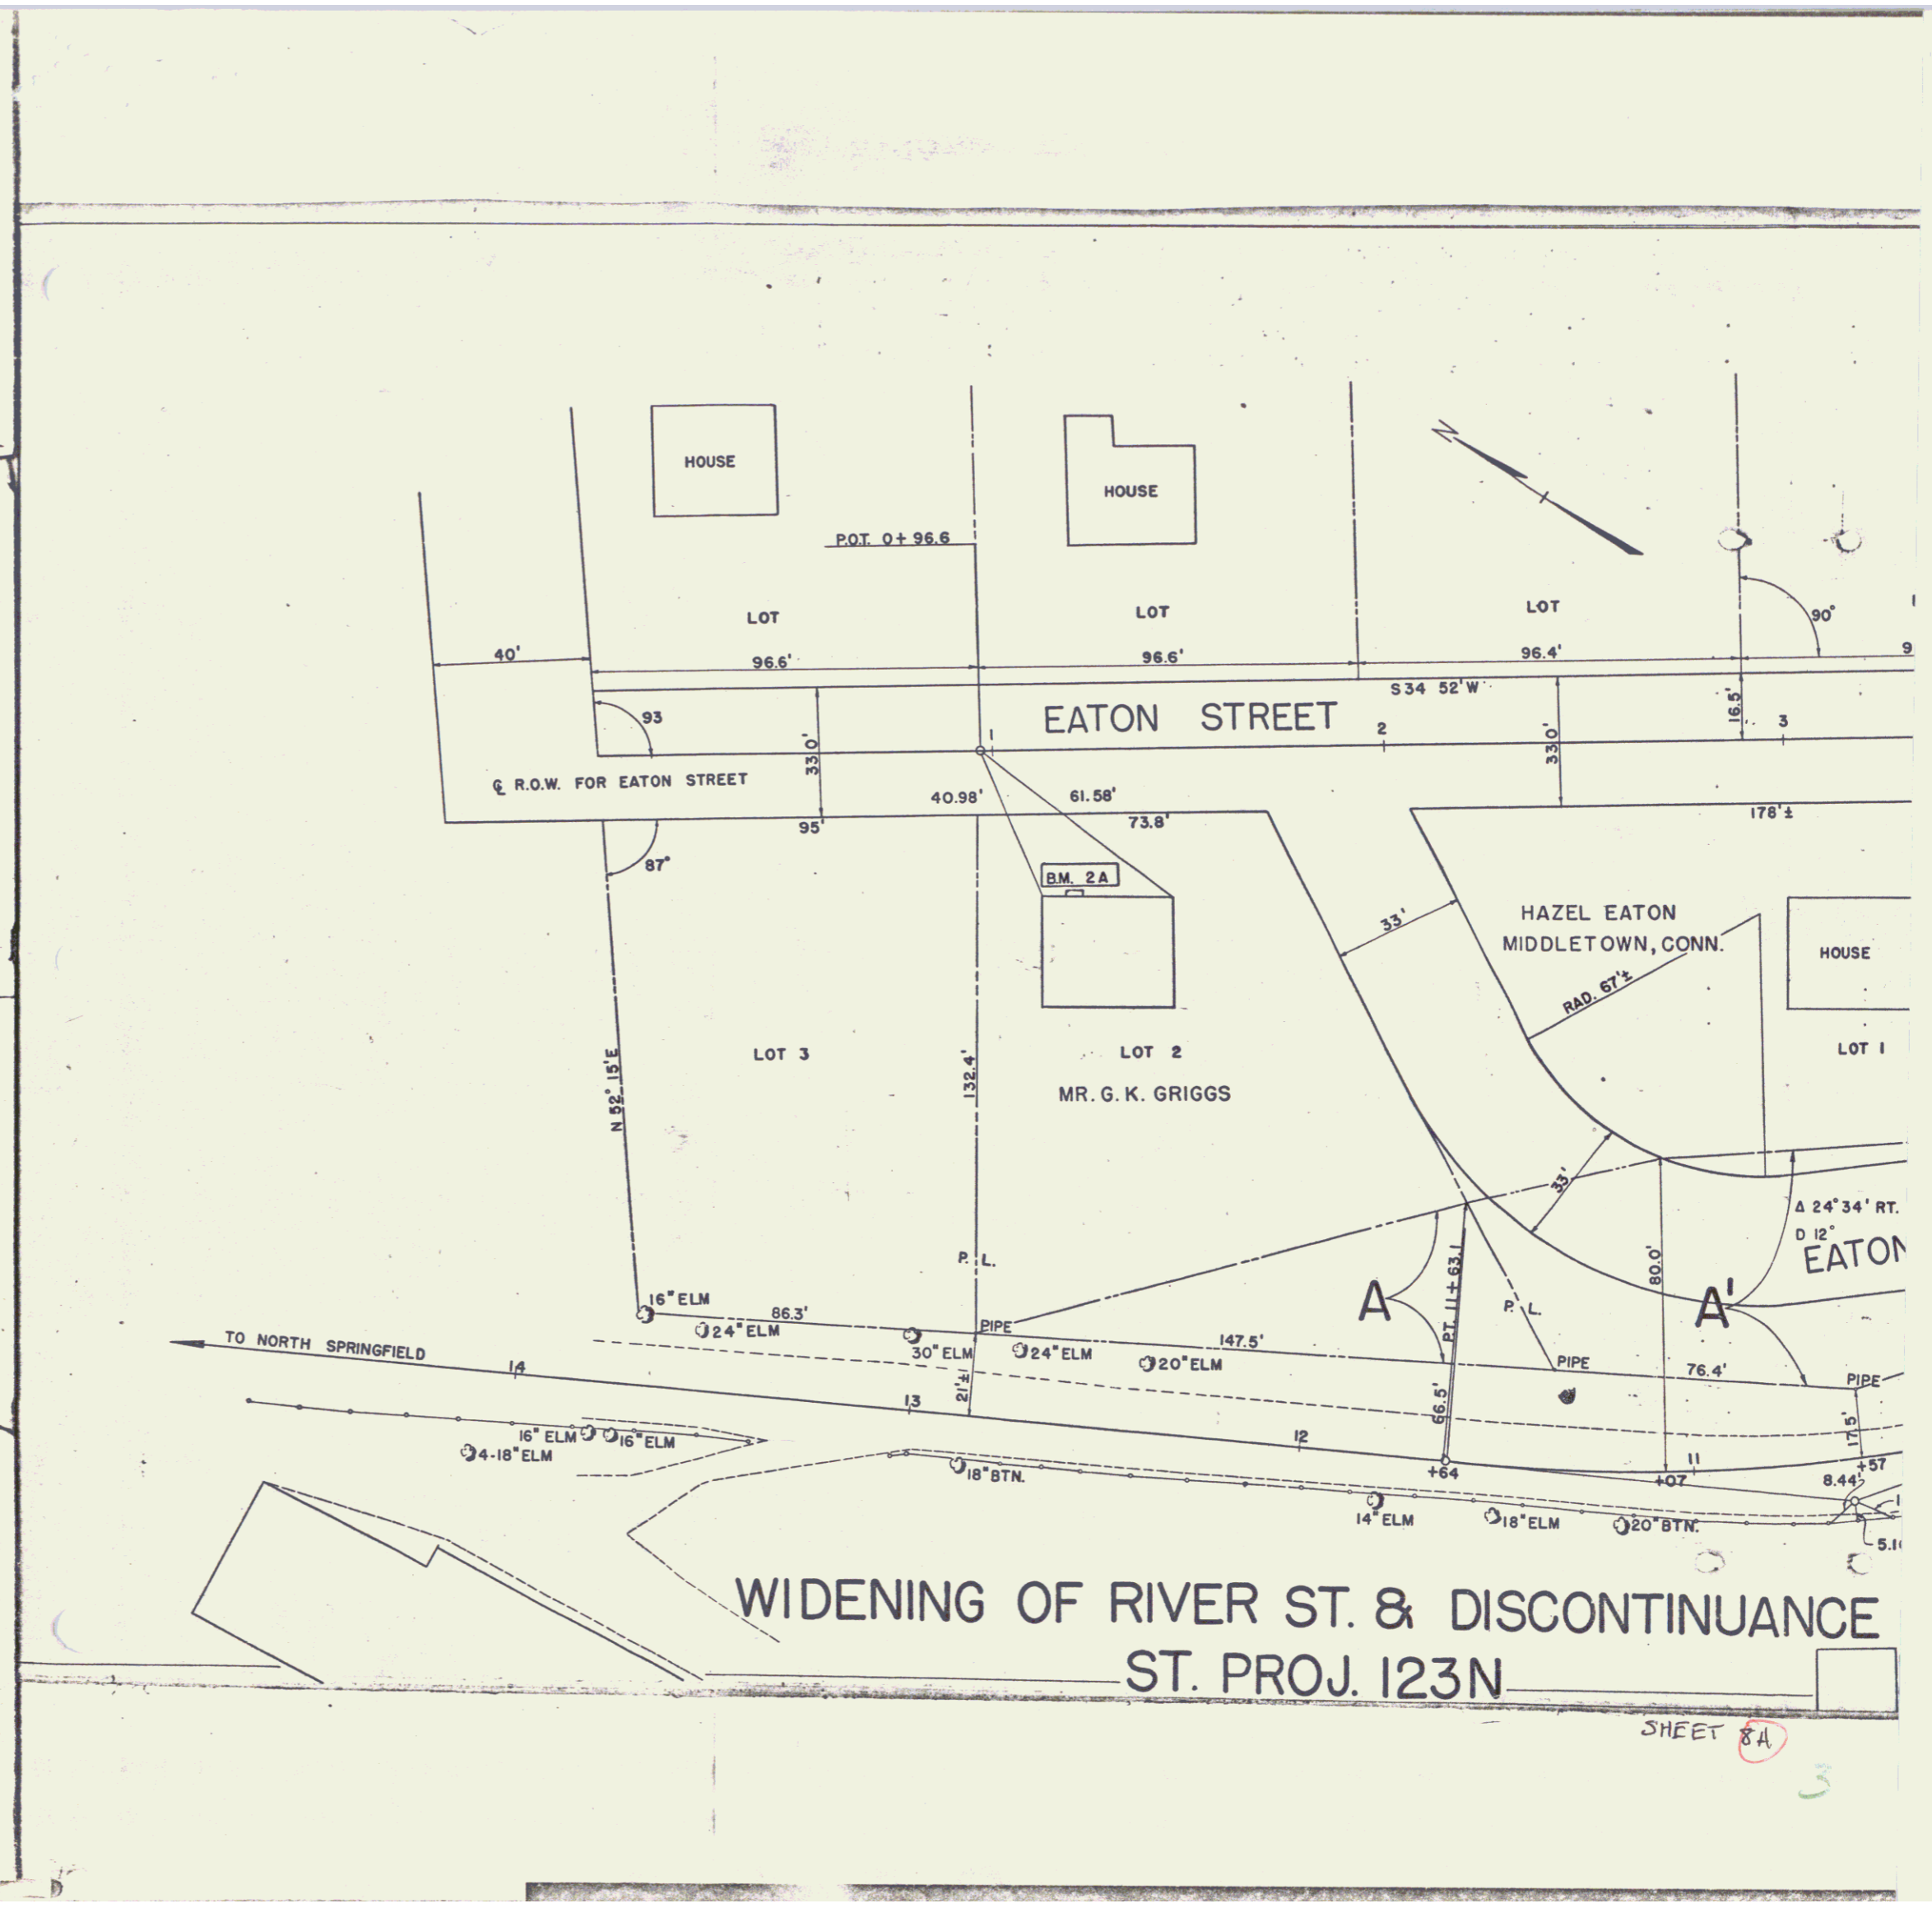 HOUSE
HOUSE
N
P.O.T. 0+96.6
LOT
LOT
LOT
90°
40'
96.6'
96.6'
96.4'
9
S 34 52' W
93
33.0'
EATON STREET
1
2
33.0'
16.5'
3
℄ R.O.W. FOR EATON STREET
40.98'
61.58'
95'
73.8'
178'±
87°
B.M. 2A
33'
HAZEL EATON
MIDDLETOWN, CONN.
HOUSE
RAD. 67'±
N 52° 15' E
LOT 3
132.4'
LOT 2
MR. G. K. GRIGGS
LOT 1
33'
Δ 24° 34' RT.
D 12°
EATON
P. L.
A
PT. 11+63.1
P. L.
80.0'
A'
16" ELM
24" ELM
86.3'
30" ELM
PIPE
24" ELM
20" ELM
147.5'
PIPE
76.4'
PIPE
TO NORTH SPRINGFIELD
14
13
21'±
12
66.5'
+64
11
+07
17.5'
+57
8.44'
16" ELM
16" ELM
4-18" ELM
18" BTN.
14" ELM
18" ELM
20" BTN.
5.1
WIDENING OF RIVER ST. & DISCONTINUANCE
ST. PROJ. 123N
SHEET 8A
3